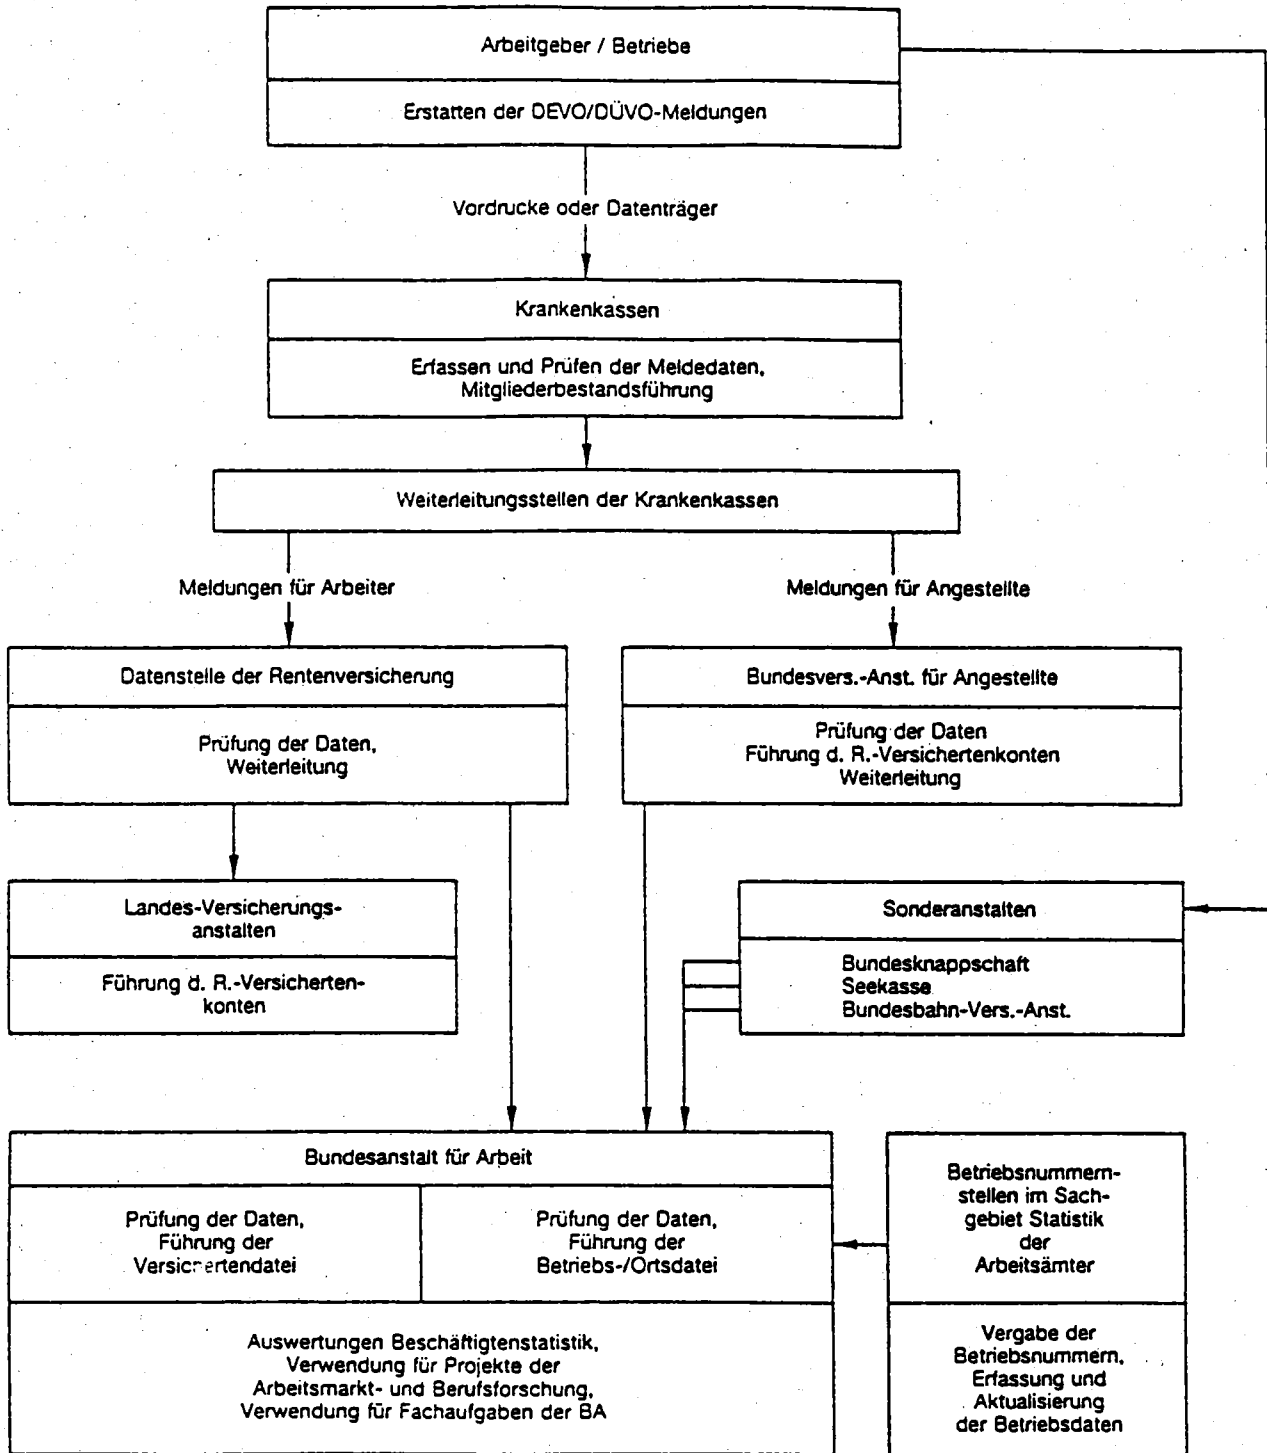 Arbeitgeber / Betriebe
Erstatten der DEVO/DÜVO-Meldungen
Vordrucke oder Datenträger
Krankenkassen
Erfassen und Prüfen der Meldedaten,
Mitgliederbestandsführung
Weiterleitungsstellen der Krankenkassen
Meldungen für Arbeiter
Meldungen für Angestellte
Datenstelle der Rentenversicherung
Prüfung der Daten,
Weiterleitung
Bundesvers.-Anst. für Angestellte
Prüfung der Daten
Führung d. R.-Versichertenkonten
Weiterleitung
Landes-Versicherungs-
anstalten
Führung d. R.-Versicherten-
konten
Sonderanstalten
Bundesknappschaft
Seekasse
Bundesbahn-Vers.-Anst.
Bundesanstalt für Arbeit
Prüfung der Daten,
Führung der
Versichertendatei
Prüfung der Daten,
Führung der
Betriebs-/Ortsdatei
Auswertungen Beschäftigtenstatistik,
Verwendung für Projekte der
Arbeitsmarkt- und Berufsforschung,
Verwendung für Fachaufgaben der BA
Betriebsnummern-
stellen im Sach-
gebiet Statistik
der
Arbeitsämter
Vergabe der
Betriebsnummern,
Erfassung und
Aktualisierung
der Betriebsdaten